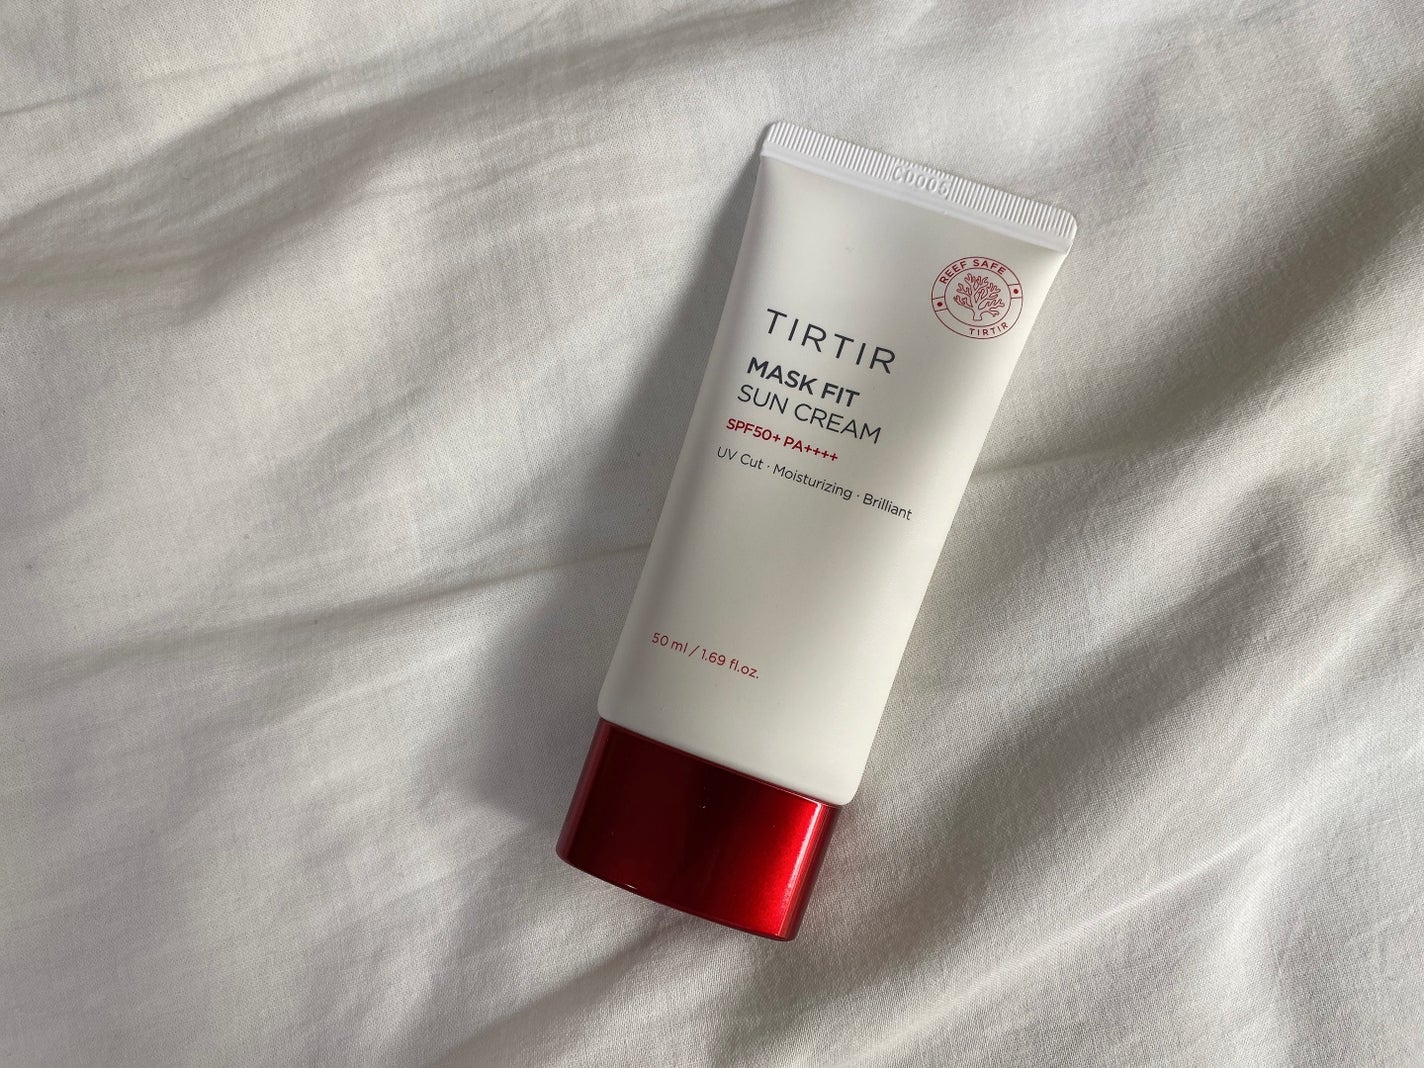 C0005
REEF SAFE
TIRTIR
TIRTIR
MASK FIT
SUN CREAM
SPF50+ PA++++
UV Cut · Moisturizing · Brilliant
50 ml / 1.69 fl.oz.